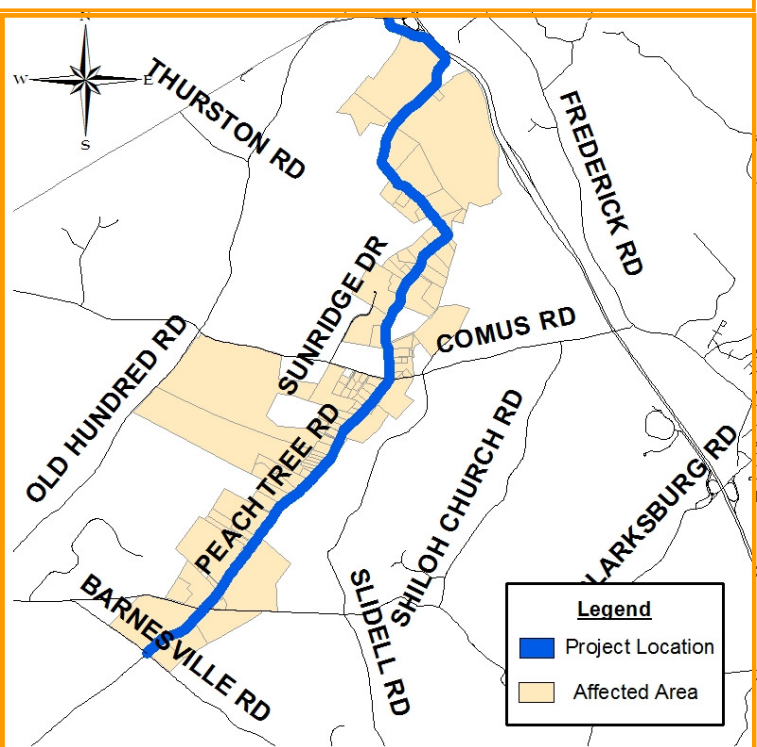 N
W
E
S
THURSTON RD
FREDERICK RD
SUNRIDGE DR
COMUS RD
OLD HUNDRED RD
PEACH TREE RD
SHILOH CHURCH RD
LARKSBURG RD
BARNESVILLE RD
SLIDELL RD
Legend
Project Location
Affected Area